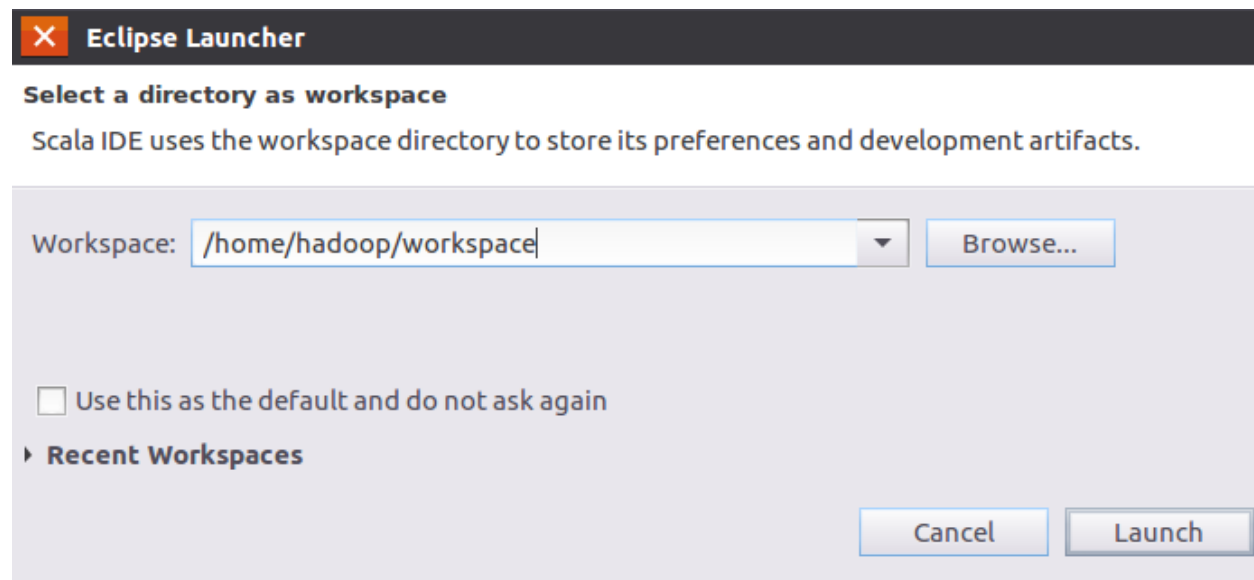 Eclipse Launcher
Select a directory as workspace
Scala IDE uses the workspace directory to store its preferences and development artifacts.
Workspace: /home/hadoop/workspace Browse...
Use this as the default and do not ask again
Recent Workspaces
Cancel Launch